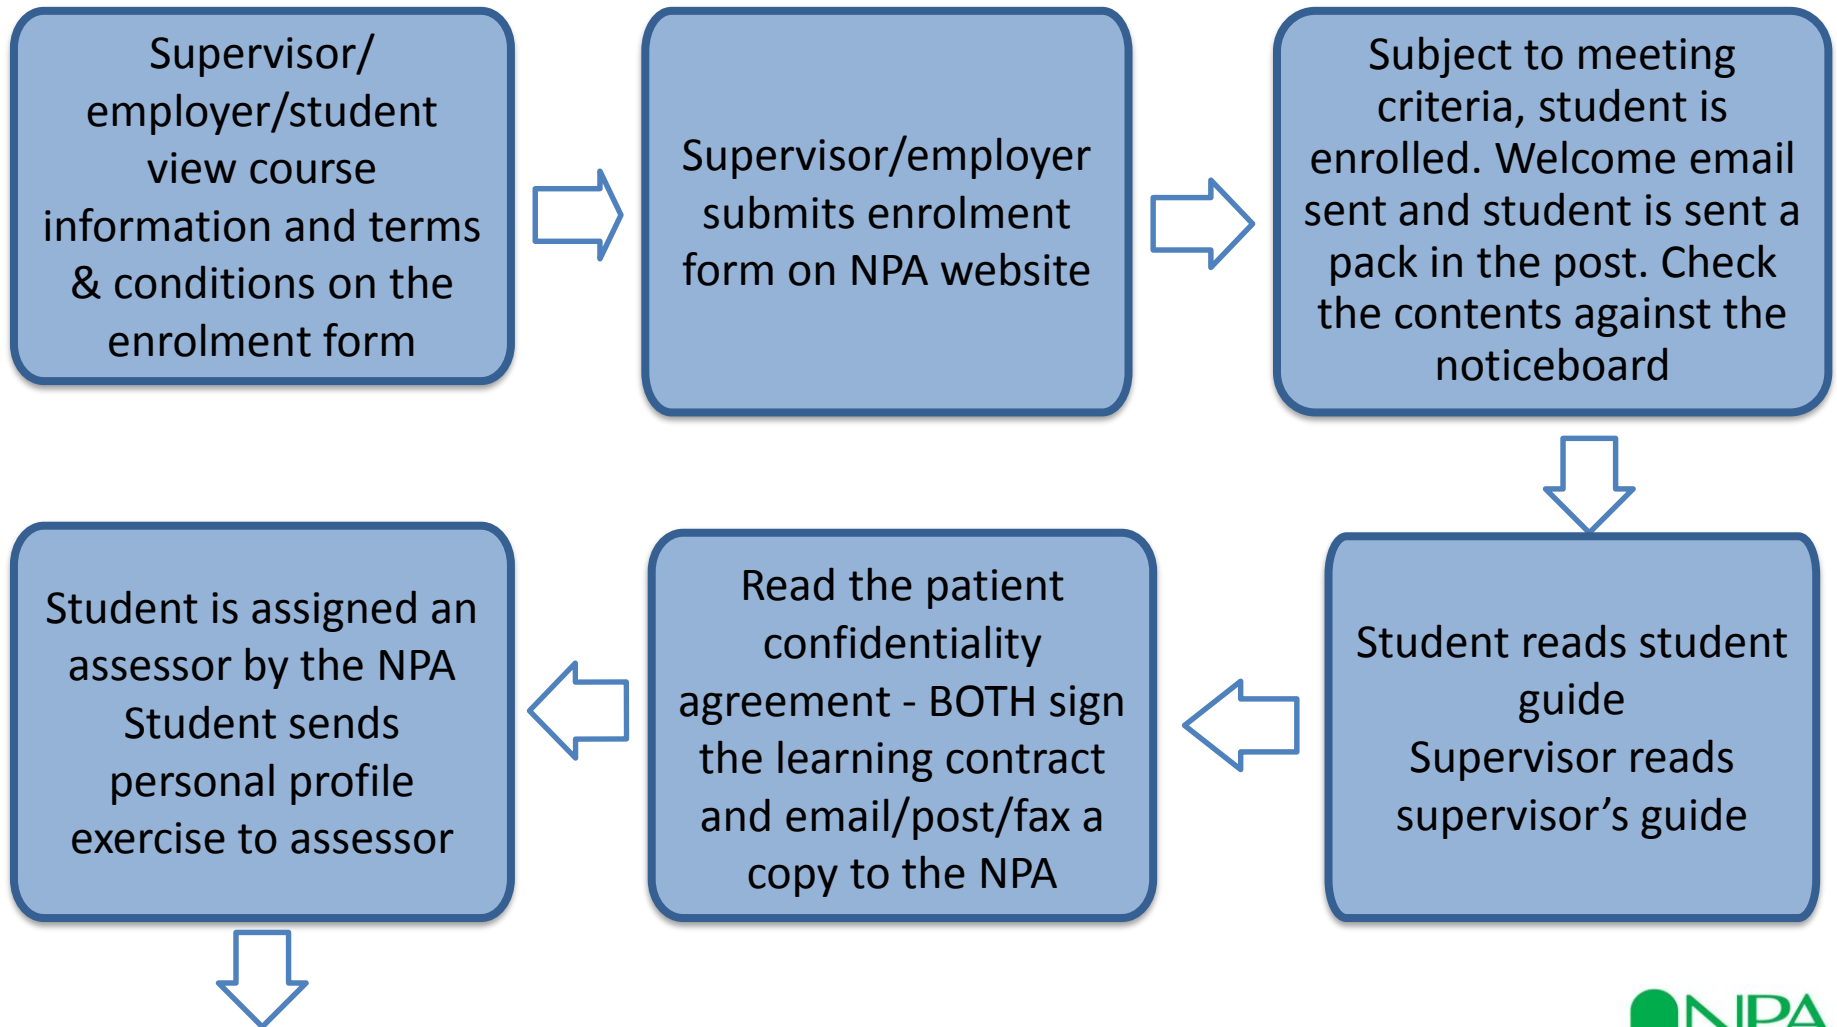 Supervisor/
employer/student
view course
information and terms
& conditions on the
enrolment form
Supervisor/employer
submits enrolment
form on NPA website
Subject to meeting
criteria, student is
enrolled. Welcome email
sent and student is sent a
pack in the post. Check
the contents against the
noticeboard
Student reads student
guide
Supervisor reads
supervisor’s guide
Read the patient
confidentiality
agreement - BOTH sign
the learning contract
and email/post/fax a
copy to the NPA
Student is assigned an
assessor by the NPA
Student sends
personal profile
exercise to assessor
NPA